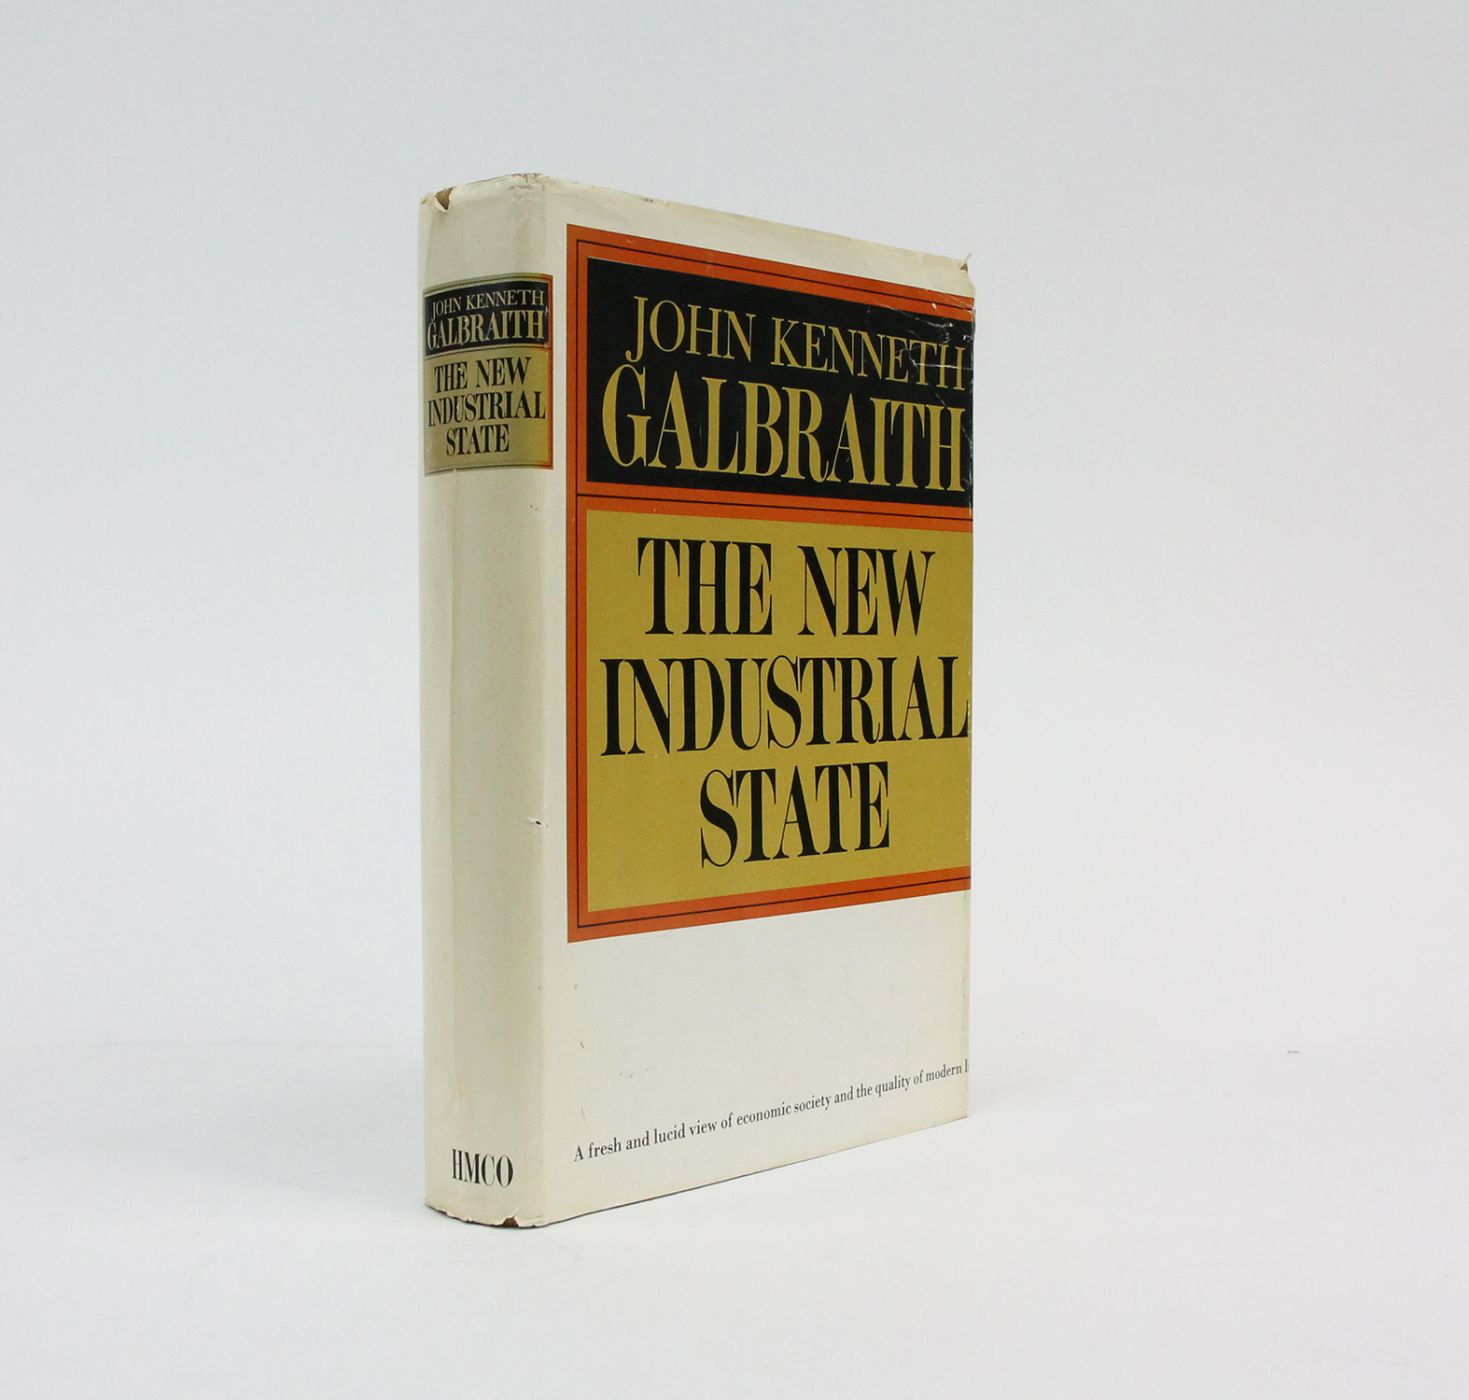 JOHN KENNETH
GALBRAITH
THE NEW
INDUSTRIAL
STATE
HMCO
JOHN KENNETH
GALBRAITH
THE NEW
INDUSTRIAL
STATE
A fresh and lucid view of economic society and the quality of modern